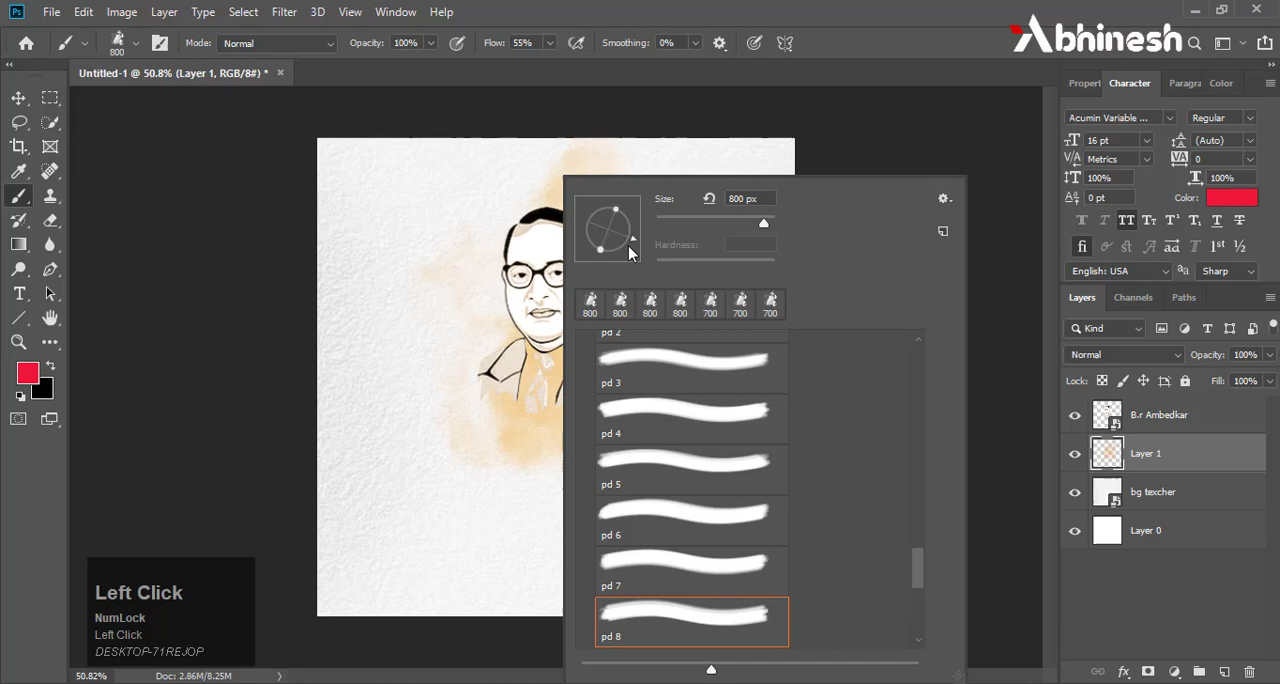 Ps File Edit Image Layer Type Select Filter 3D View Window Help
800 Mode: Normal Opacity: 100% Flow: 55% Smoothing: 0%
Abhinesh
Untitled-1 @ 50.8% (Layer 1, RGB/8#) * ×
Propert Character Paragra Color
Acumin Variable ... Regular
16 pt (Auto)
Metrics 0
100% 100%
0 pt Color:
English: USA Sharp
Size: 800 px
Hardness:
800 800 800 800 700 700 700
pd 2
pd 3
pd 4
pd 5
pd 6
pd 7
pd 8
Layers Channels Paths
Kind
Normal Opacity: 100%
Lock: Fill: 100%
B.r Ambedkar
Layer 1
bg texcher
Layer 0
Left Click
NumLock
Left Click
DESKTOP-71REJOP
50.82% Doc: 2.86M/8.25M